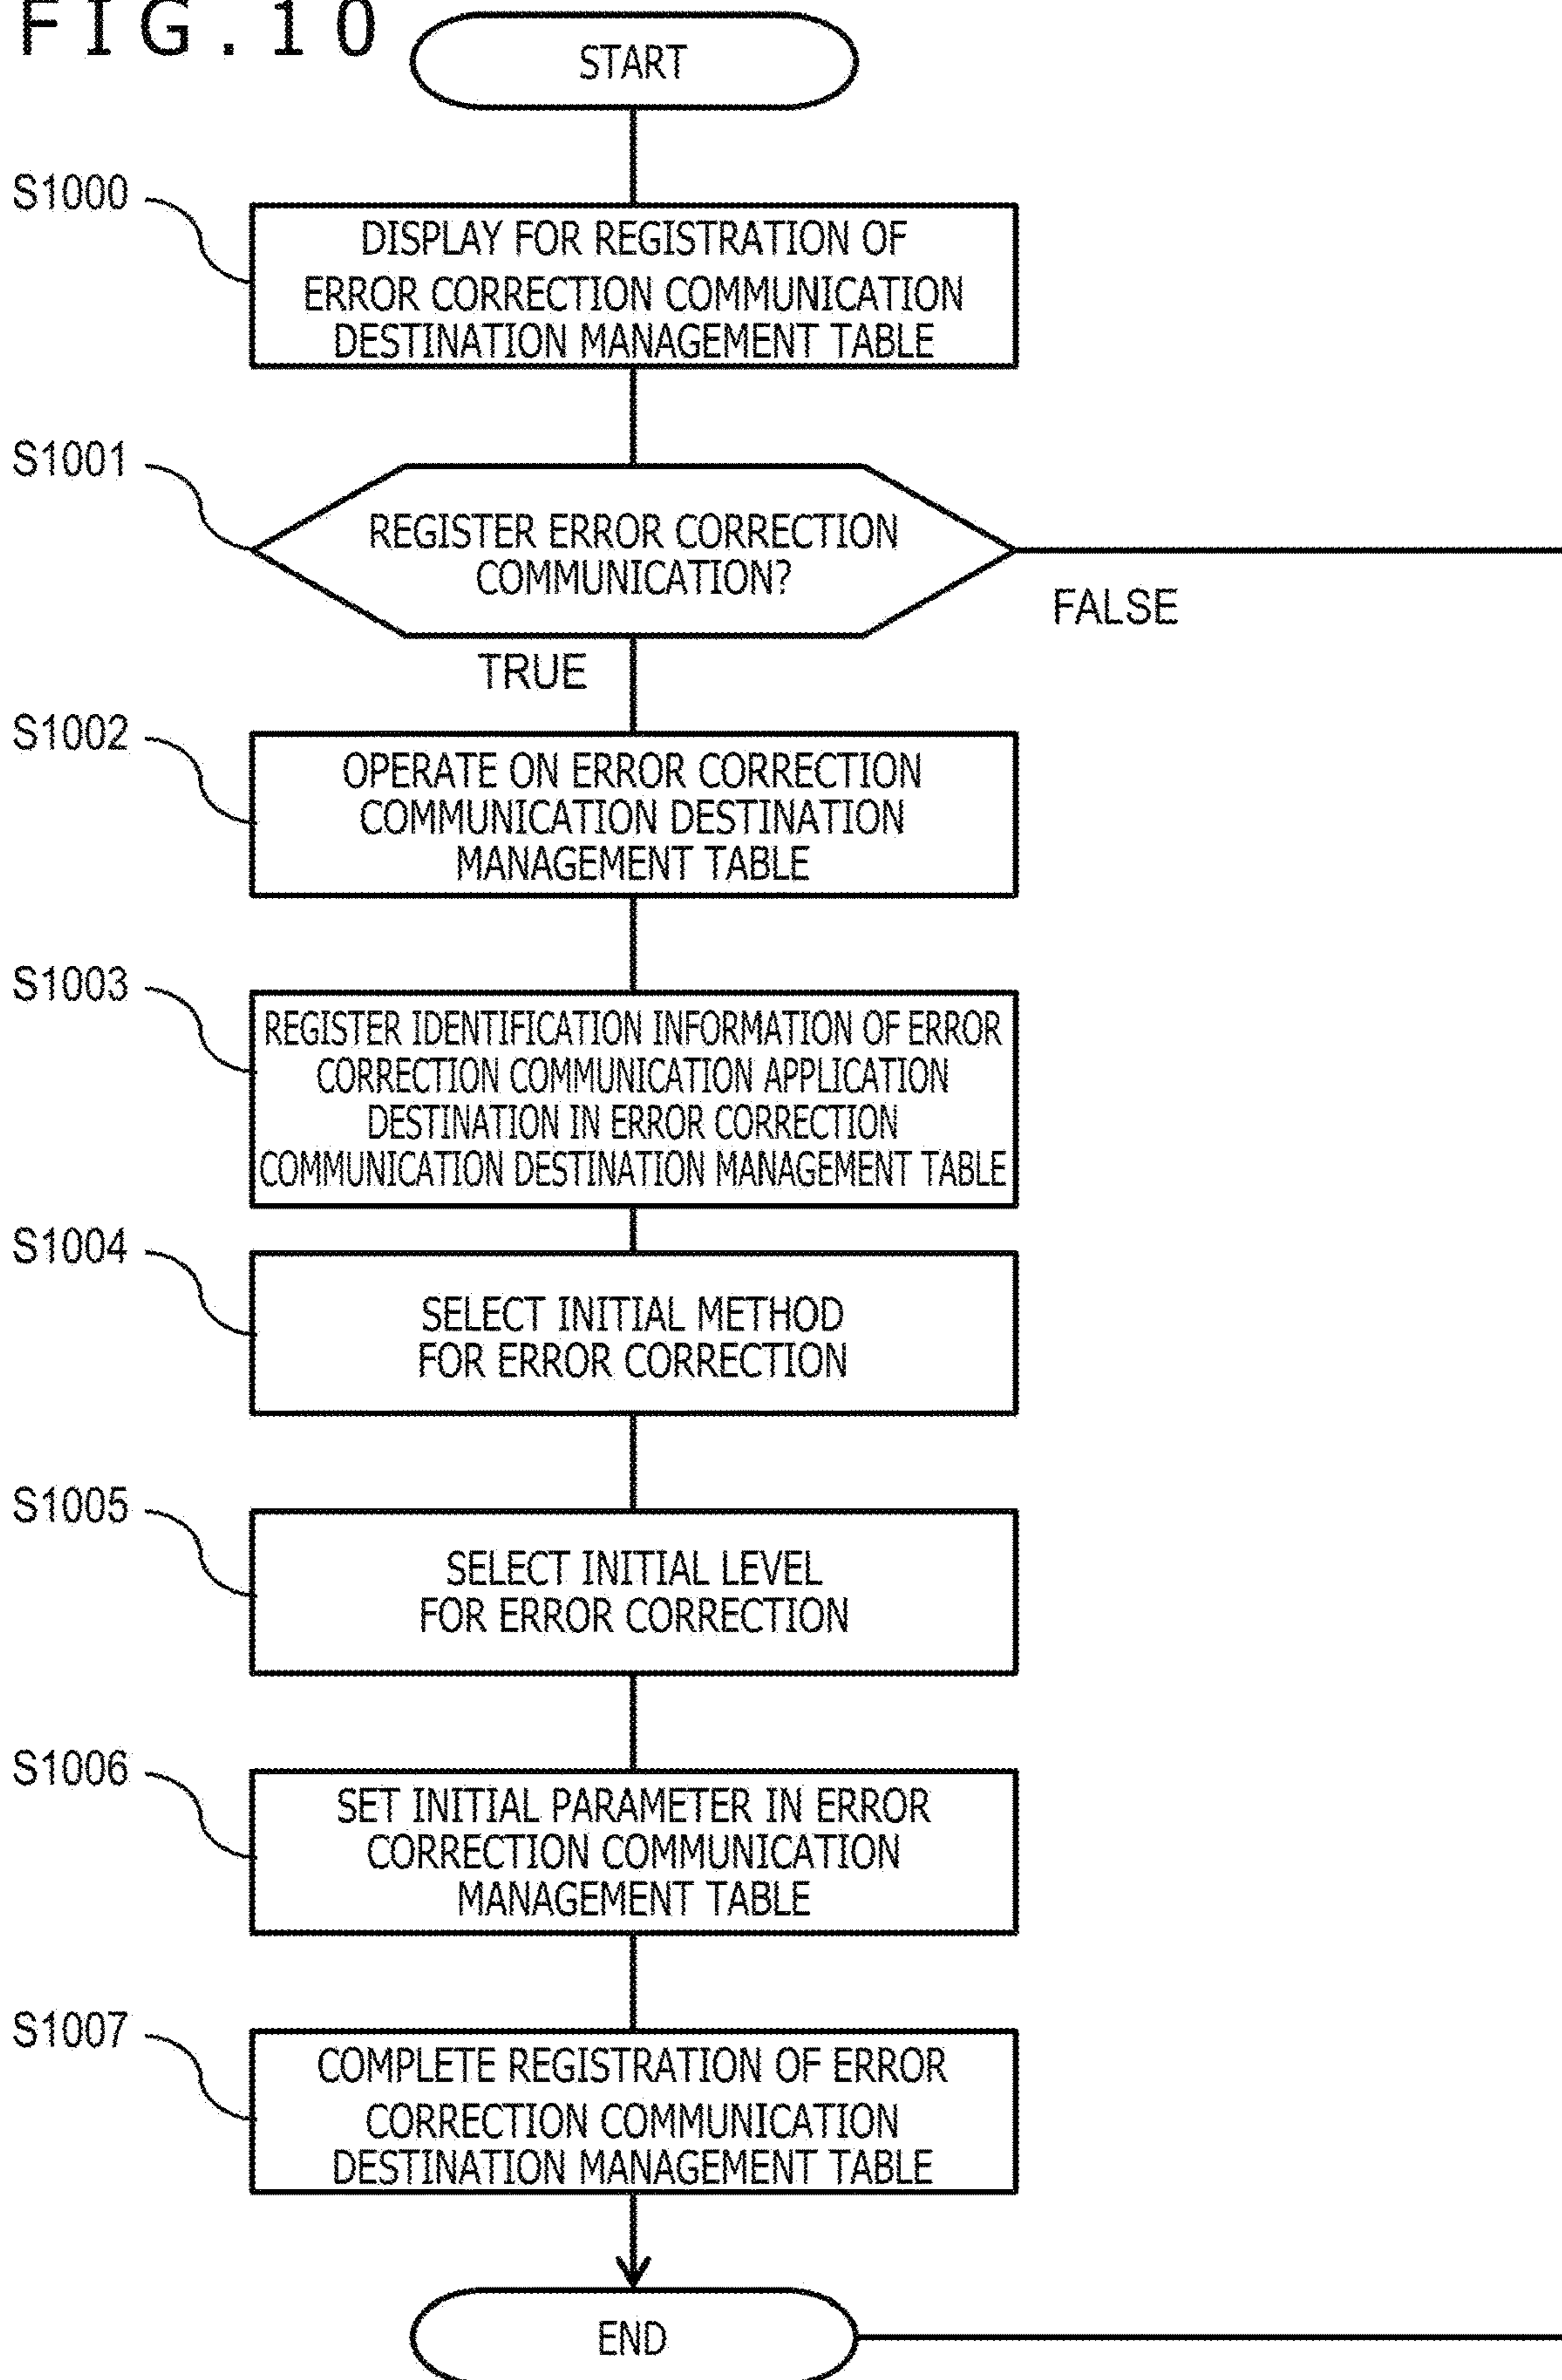 FIG.10
START
S1000
DISPLAY FOR REGISTRATION OF
ERROR CORRECTION COMMUNICATION
DESTINATION MANAGEMENT TABLE
S1001
REGISTER ERROR CORRECTION
COMMUNICATION?
FALSE
TRUE
S1002
OPERATE ON ERROR CORRECTION
COMMUNICATION DESTINATION
MANAGEMENT TABLE
S1003
REGISTER IDENTIFICATION INFORMATION OF ERROR
CORRECTION COMMUNICATION APPLICATION
DESTINATION IN ERROR CORRECTION
COMMUNICATION DESTINATION MANAGEMENT TABLE
S1004
SELECT INITIAL METHOD
FOR ERROR CORRECTION
S1005
SELECT INITIAL LEVEL
FOR ERROR CORRECTION
S1006
SET INITIAL PARAMETER IN ERROR
CORRECTION COMMUNICATION
MANAGEMENT TABLE
S1007
COMPLETE REGISTRATION OF ERROR
CORRECTION COMMUNICATION
DESTINATION MANAGEMENT TABLE
END